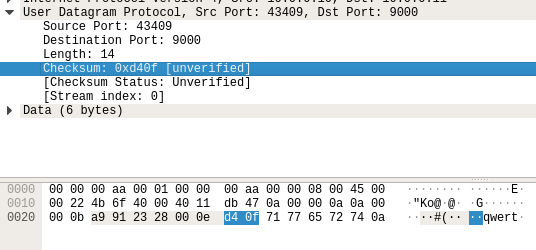 User Datagram Protocol, Src Port: 43409, Dst Port: 9000
Source Port: 43409
Destination Port: 9000
Length: 14
Checksum: 0xd40f [unverified]
[Checksum Status: Unverified]
[Stream index: 0]
Data (6 bytes)
0000 00 00 00 aa 00 01 00 00 00 aa 00 00 08 00 45 00 ········ ······E·
0010 00 22 4b 6f 40 00 40 11 db 47 0a 00 00 0a 0a 00 ·"Ko@·@· ·G······
0020 00 0b a9 91 23 28 00 0e d4 0f 71 77 65 72 74 0a ····#(·· ··qwert·